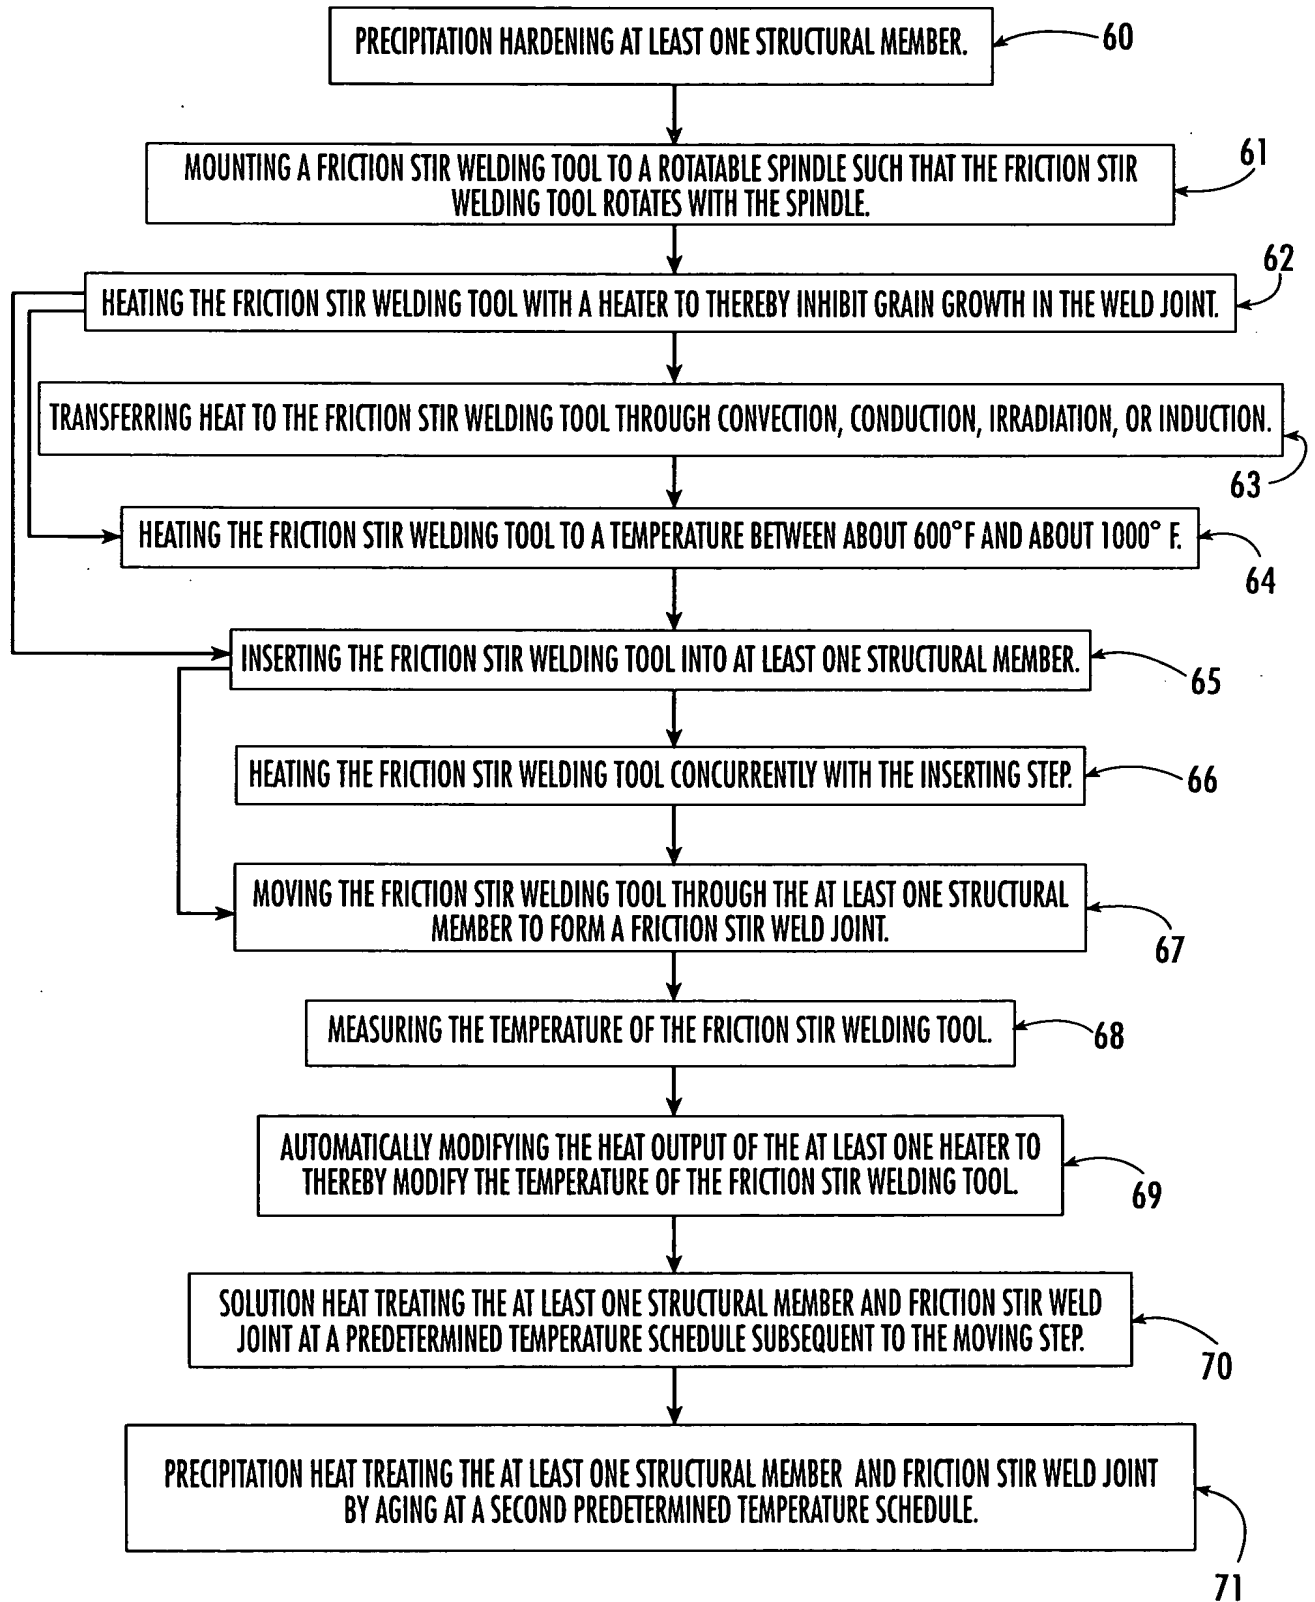 PRECIPITATION HARDENING AT LEAST ONE STRUCTURAL MEMBER.
60
MOUNTING A FRICTION STIR WELDING TOOL TO A ROTATABLE SPINDLE SUCH THAT THE FRICTION STIR
WELDING TOOL ROTATES WITH THE SPINDLE.
61
HEATING THE FRICTION STIR WELDING TOOL WITH A HEATER TO THEREBY INHIBIT GRAIN GROWTH IN THE WELD JOINT.
62
TRANSFERRING HEAT TO THE FRICTION STIR WELDING TOOL THROUGH CONVECTION, CONDUCTION, IRRADIATION, OR INDUCTION.
63
HEATING THE FRICTION STIR WELDING TOOL TO A TEMPERATURE BETWEEN ABOUT 600° F AND ABOUT 1000° F.
64
INSERTING THE FRICTION STIR WELDING TOOL INTO AT LEAST ONE STRUCTURAL MEMBER.
65
HEATING THE FRICTION STIR WELDING TOOL CONCURRENTLY WITH THE INSERTING STEP.
66
MOVING THE FRICTION STIR WELDING TOOL THROUGH THE AT LEAST ONE STRUCTURAL
MEMBER TO FORM A FRICTION STIR WELD JOINT.
67
MEASURING THE TEMPERATURE OF THE FRICTION STIR WELDING TOOL.
68
AUTOMATICALLY MODIFYING THE HEAT OUTPUT OF THE AT LEAST ONE HEATER TO
THEREBY MODIFY THE TEMPERATURE OF THE FRICTION STIR WELDING TOOL.
69
SOLUTION HEAT TREATING THE AT LEAST ONE STRUCTURAL MEMBER AND FRICTION STIR WELD
JOINT AT A PREDETERMINED TEMPERATURE SCHEDULE SUBSEQUENT TO THE MOVING STEP.
70
PRECIPITATION HEAT TREATING THE AT LEAST ONE STRUCTURAL MEMBER AND FRICTION STIR WELD JOINT
BY AGING AT A SECOND PREDETERMINED TEMPERATURE SCHEDULE.
71